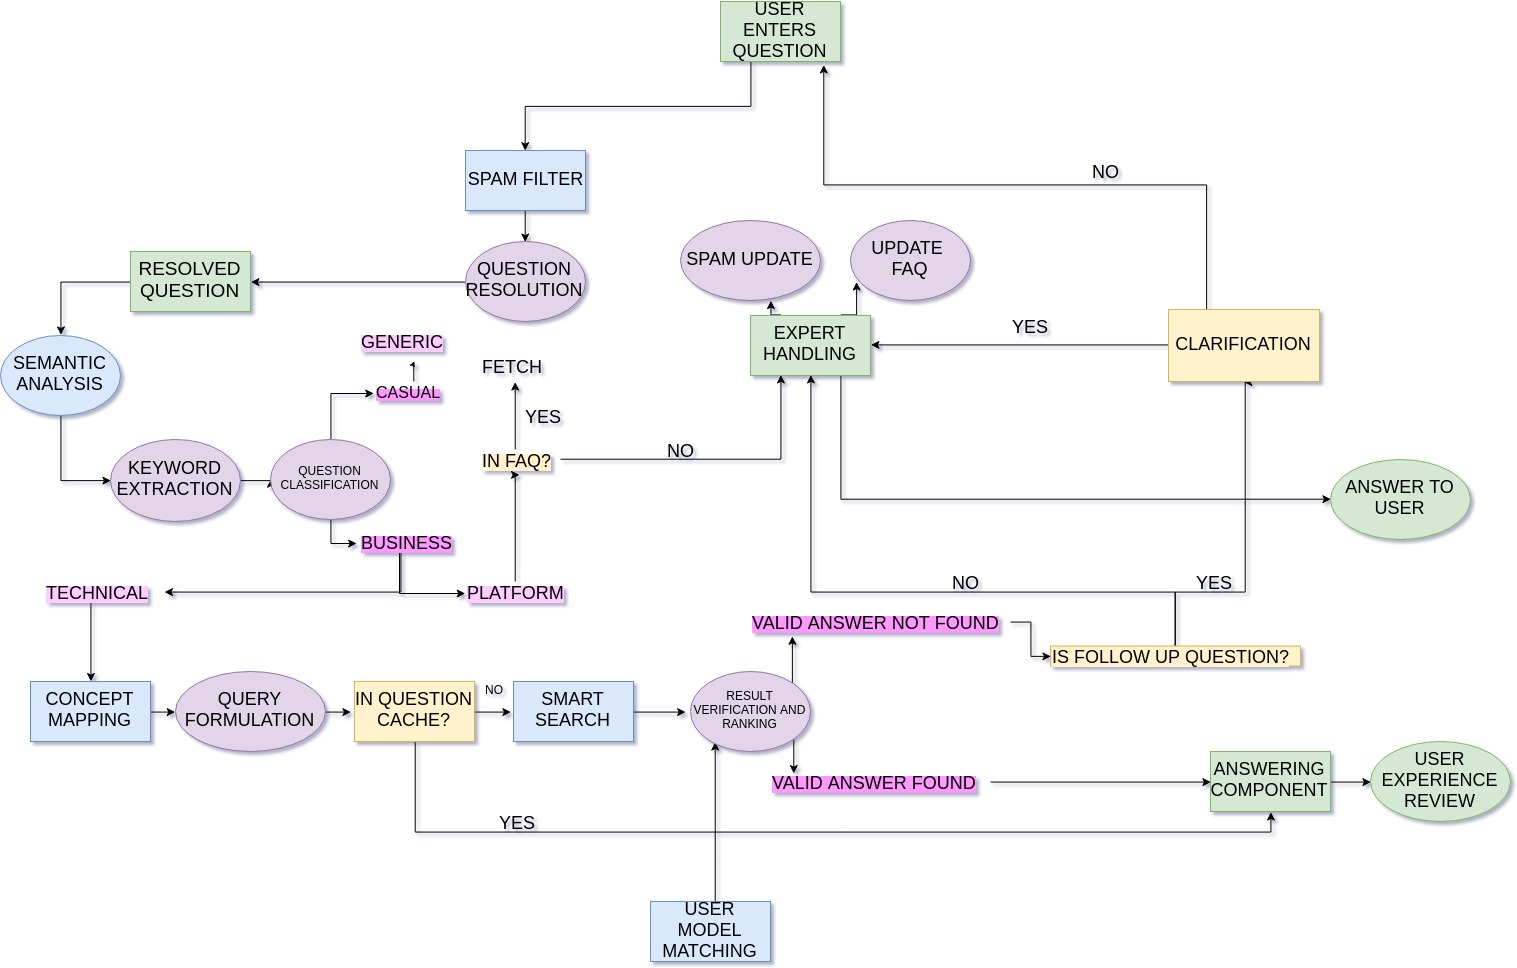 USER
ENTERS
QUESTION
NO
SPAM FILTER
SPAM UPDATE
UPDATE
FAQ
RESOLVED
QUESTION
QUESTION
RESOLUTION
EXPERT
HANDLING
YES
CLARIFICATION
GENERIC
SEMANTIC
ANALYSIS
FETCH
CASUAL
YES
KEYWORD
EXTRACTION
QUESTION
CLASSIFICATION
IN FAQ?
NO
ANSWER TO
USER
BUSINESS
TECHNICAL
PLATFORM
NO
YES
VALID ANSWER NOT FOUND
IS FOLLOW UP QUESTION?
CONCEPT
MAPPING
QUERY
FORMULATION
IN QUESTION
CACHE?
NO
SMART
SEARCH
RESULT
VERIFICATION AND
RANKING
VALID ANSWER FOUND
ANSWERING
COMPONENT
USER
EXPERIENCE
REVIEW
YES
USER
MODEL
MATCHING